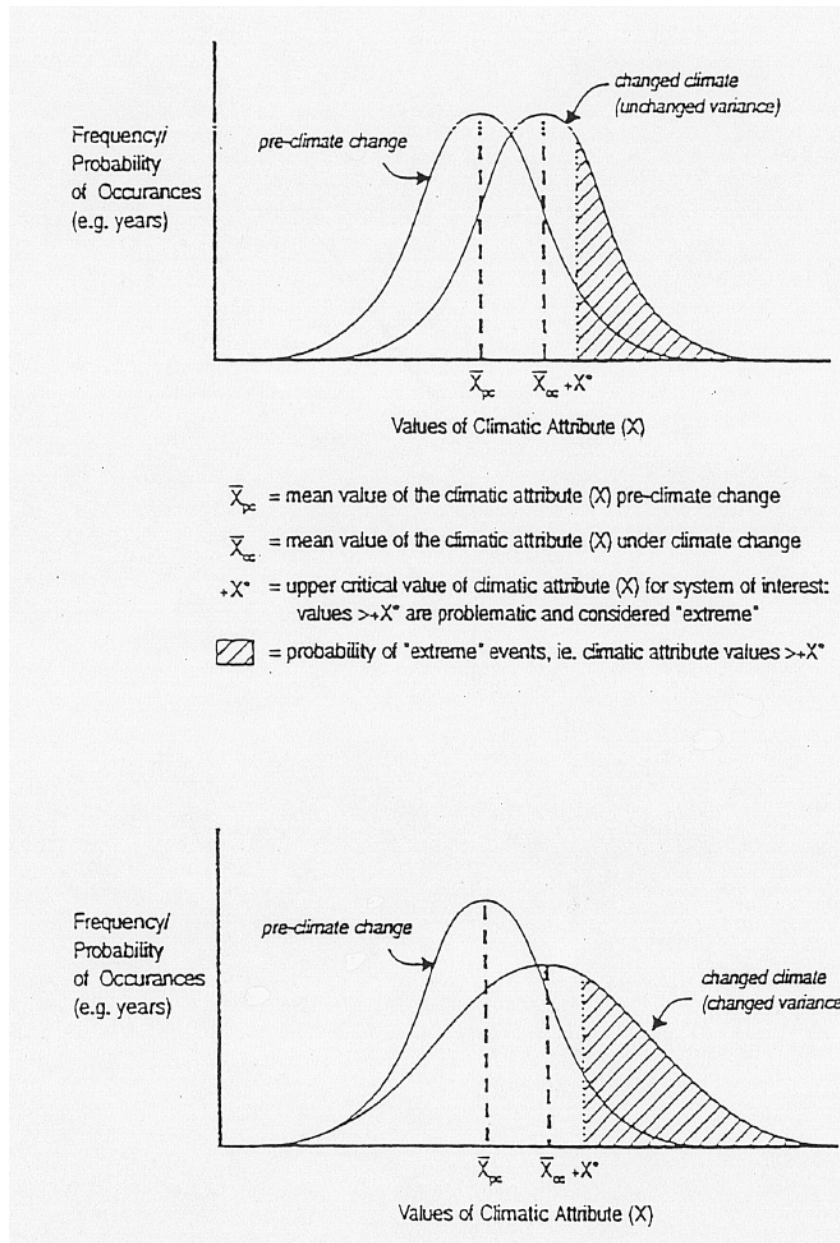 changed climate
(unchanged variance)
Frequency/
Probability
of Occurances
(e.g. years)
pre-climate change
X̄pc X̄cc +X*
Values of Climatic Attribute (X)
X̄pc = mean value of the climatic attribute (X) pre-climate change
X̄cc = mean value of the climatic attribute (X) under climate change
+X* = upper critical value of climatic attribute (X) for system of interest:
values >+X* are problematic and considered "extreme"
= probability of "extreme" events, ie. climatic attribute values >+X*
Frequency/
Probability
of Occurances
(e.g. years)
pre-climate change
changed climate
(changed variance
X̄pc X̄cc +X*
Values of Climatic Attribute (X)